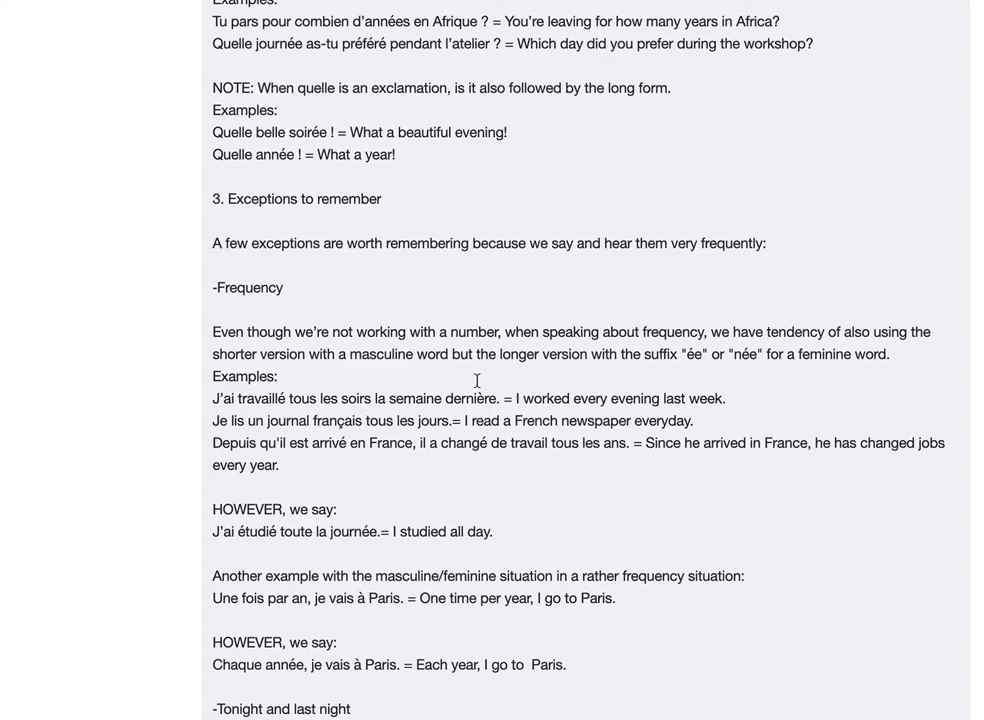 Examples:
Tu pars pour combien d’années en Afrique ? = You’re leaving for how many years in Africa?
Quelle journée as-tu préféré pendant l’atelier ? = Which day did you prefer during the workshop?
NOTE: When quelle is an exclamation, is it also followed by the long form.
Examples:
Quelle belle soirée ! = What a beautiful evening!
Quelle année ! = What a year!
3. Exceptions to remember
A few exceptions are worth remembering because we say and hear them very frequently:
-Frequency
Even though we’re not working with a number, when speaking about frequency, we have tendency of also using the
shorter version with a masculine word but the longer version with the suffix "ée" or "née" for a feminine word.
Examples:
J’ai travaillé tous les soirs la semaine dernière. = I worked every evening last week.
Je lis un journal français tous les jours.= I read a French newspaper everyday.
Depuis qu'il est arrivé en France, il a changé de travail tous les ans. = Since he arrived in France, he has changed jobs
every year.
HOWEVER, we say:
J’ai étudié toute la journée.= I studied all day.
Another example with the masculine/feminine situation in a rather frequency situation:
Une fois par an, je vais à Paris. = One time per year, I go to Paris.
HOWEVER, we say:
Chaque année, je vais à Paris. = Each year, I go to  Paris.
-Tonight and last night